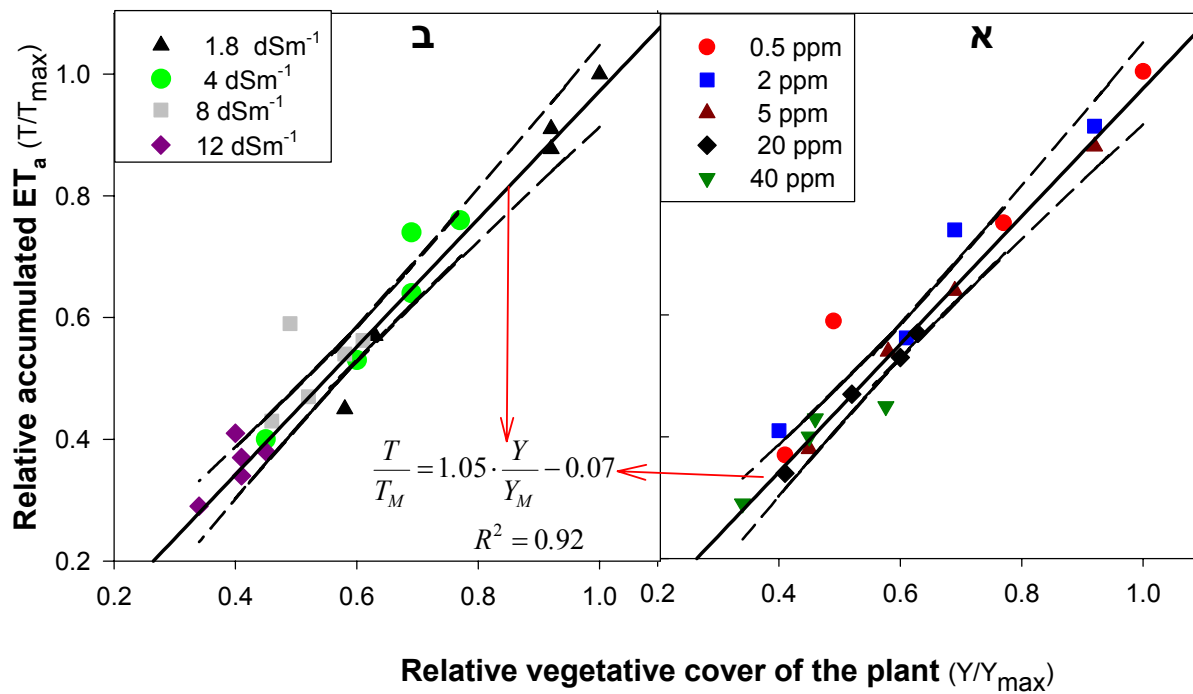 ב
1.8 dSm⁻¹
4 dSm⁻¹
8 dSm⁻¹
12 dSm⁻¹
א
0.5 ppm
2 ppm
5 ppm
20 ppm
40 ppm
Relative accumulated ETₐ (T/Tₘₐₓ)
1.0
0.8
0.6
0.4
0.2
T/T_M = 1.05 · Y/Y_M − 0.07
R² = 0.92
0.2 0.4 0.6 0.8 1.0 0.2 0.4 0.6 0.8 1.0
Relative vegetative cover of the plant (Y/Yₘₐₓ)